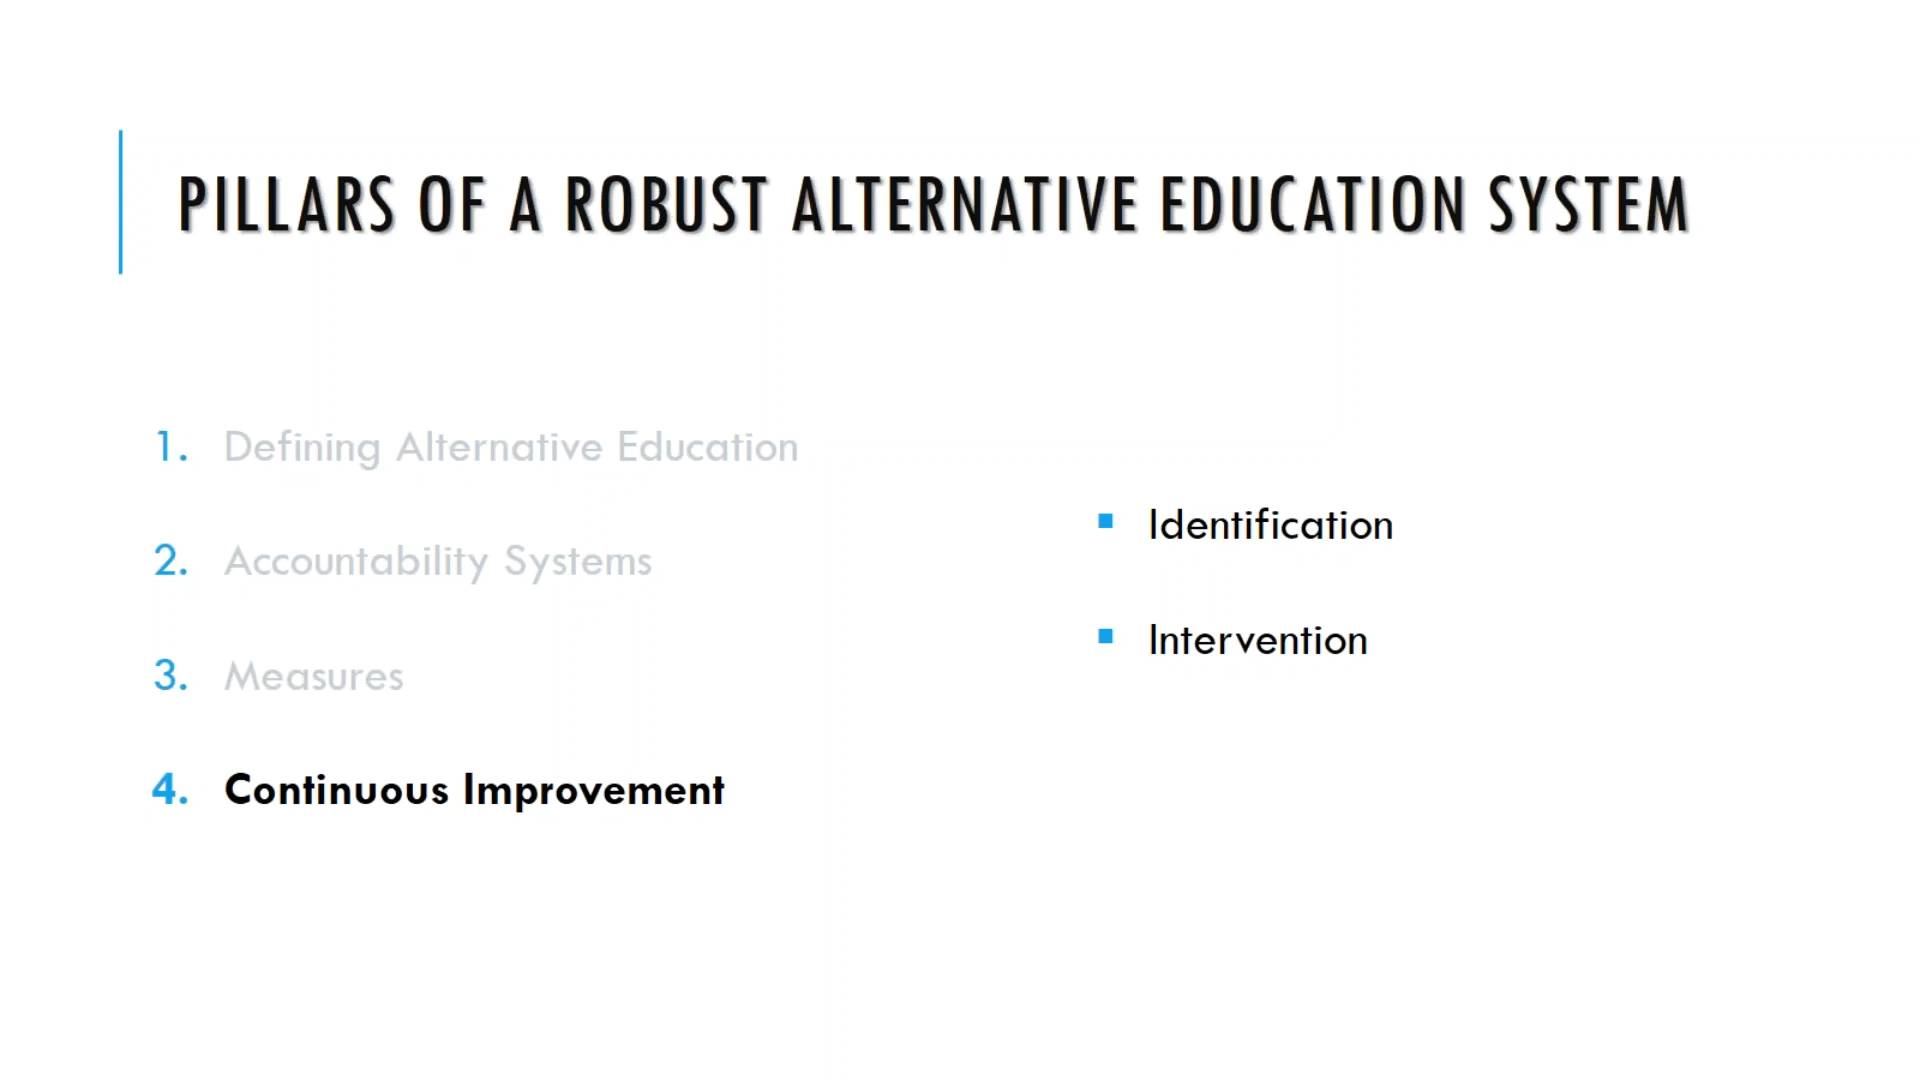 PILLARS OF A ROBUST ALTERNATIVE EDUCATION SYSTEM
1. Defining Alternative Education
2. Accountability Systems
3. Measures
4. Continuous Improvement
▪ Identification
▪ Intervention